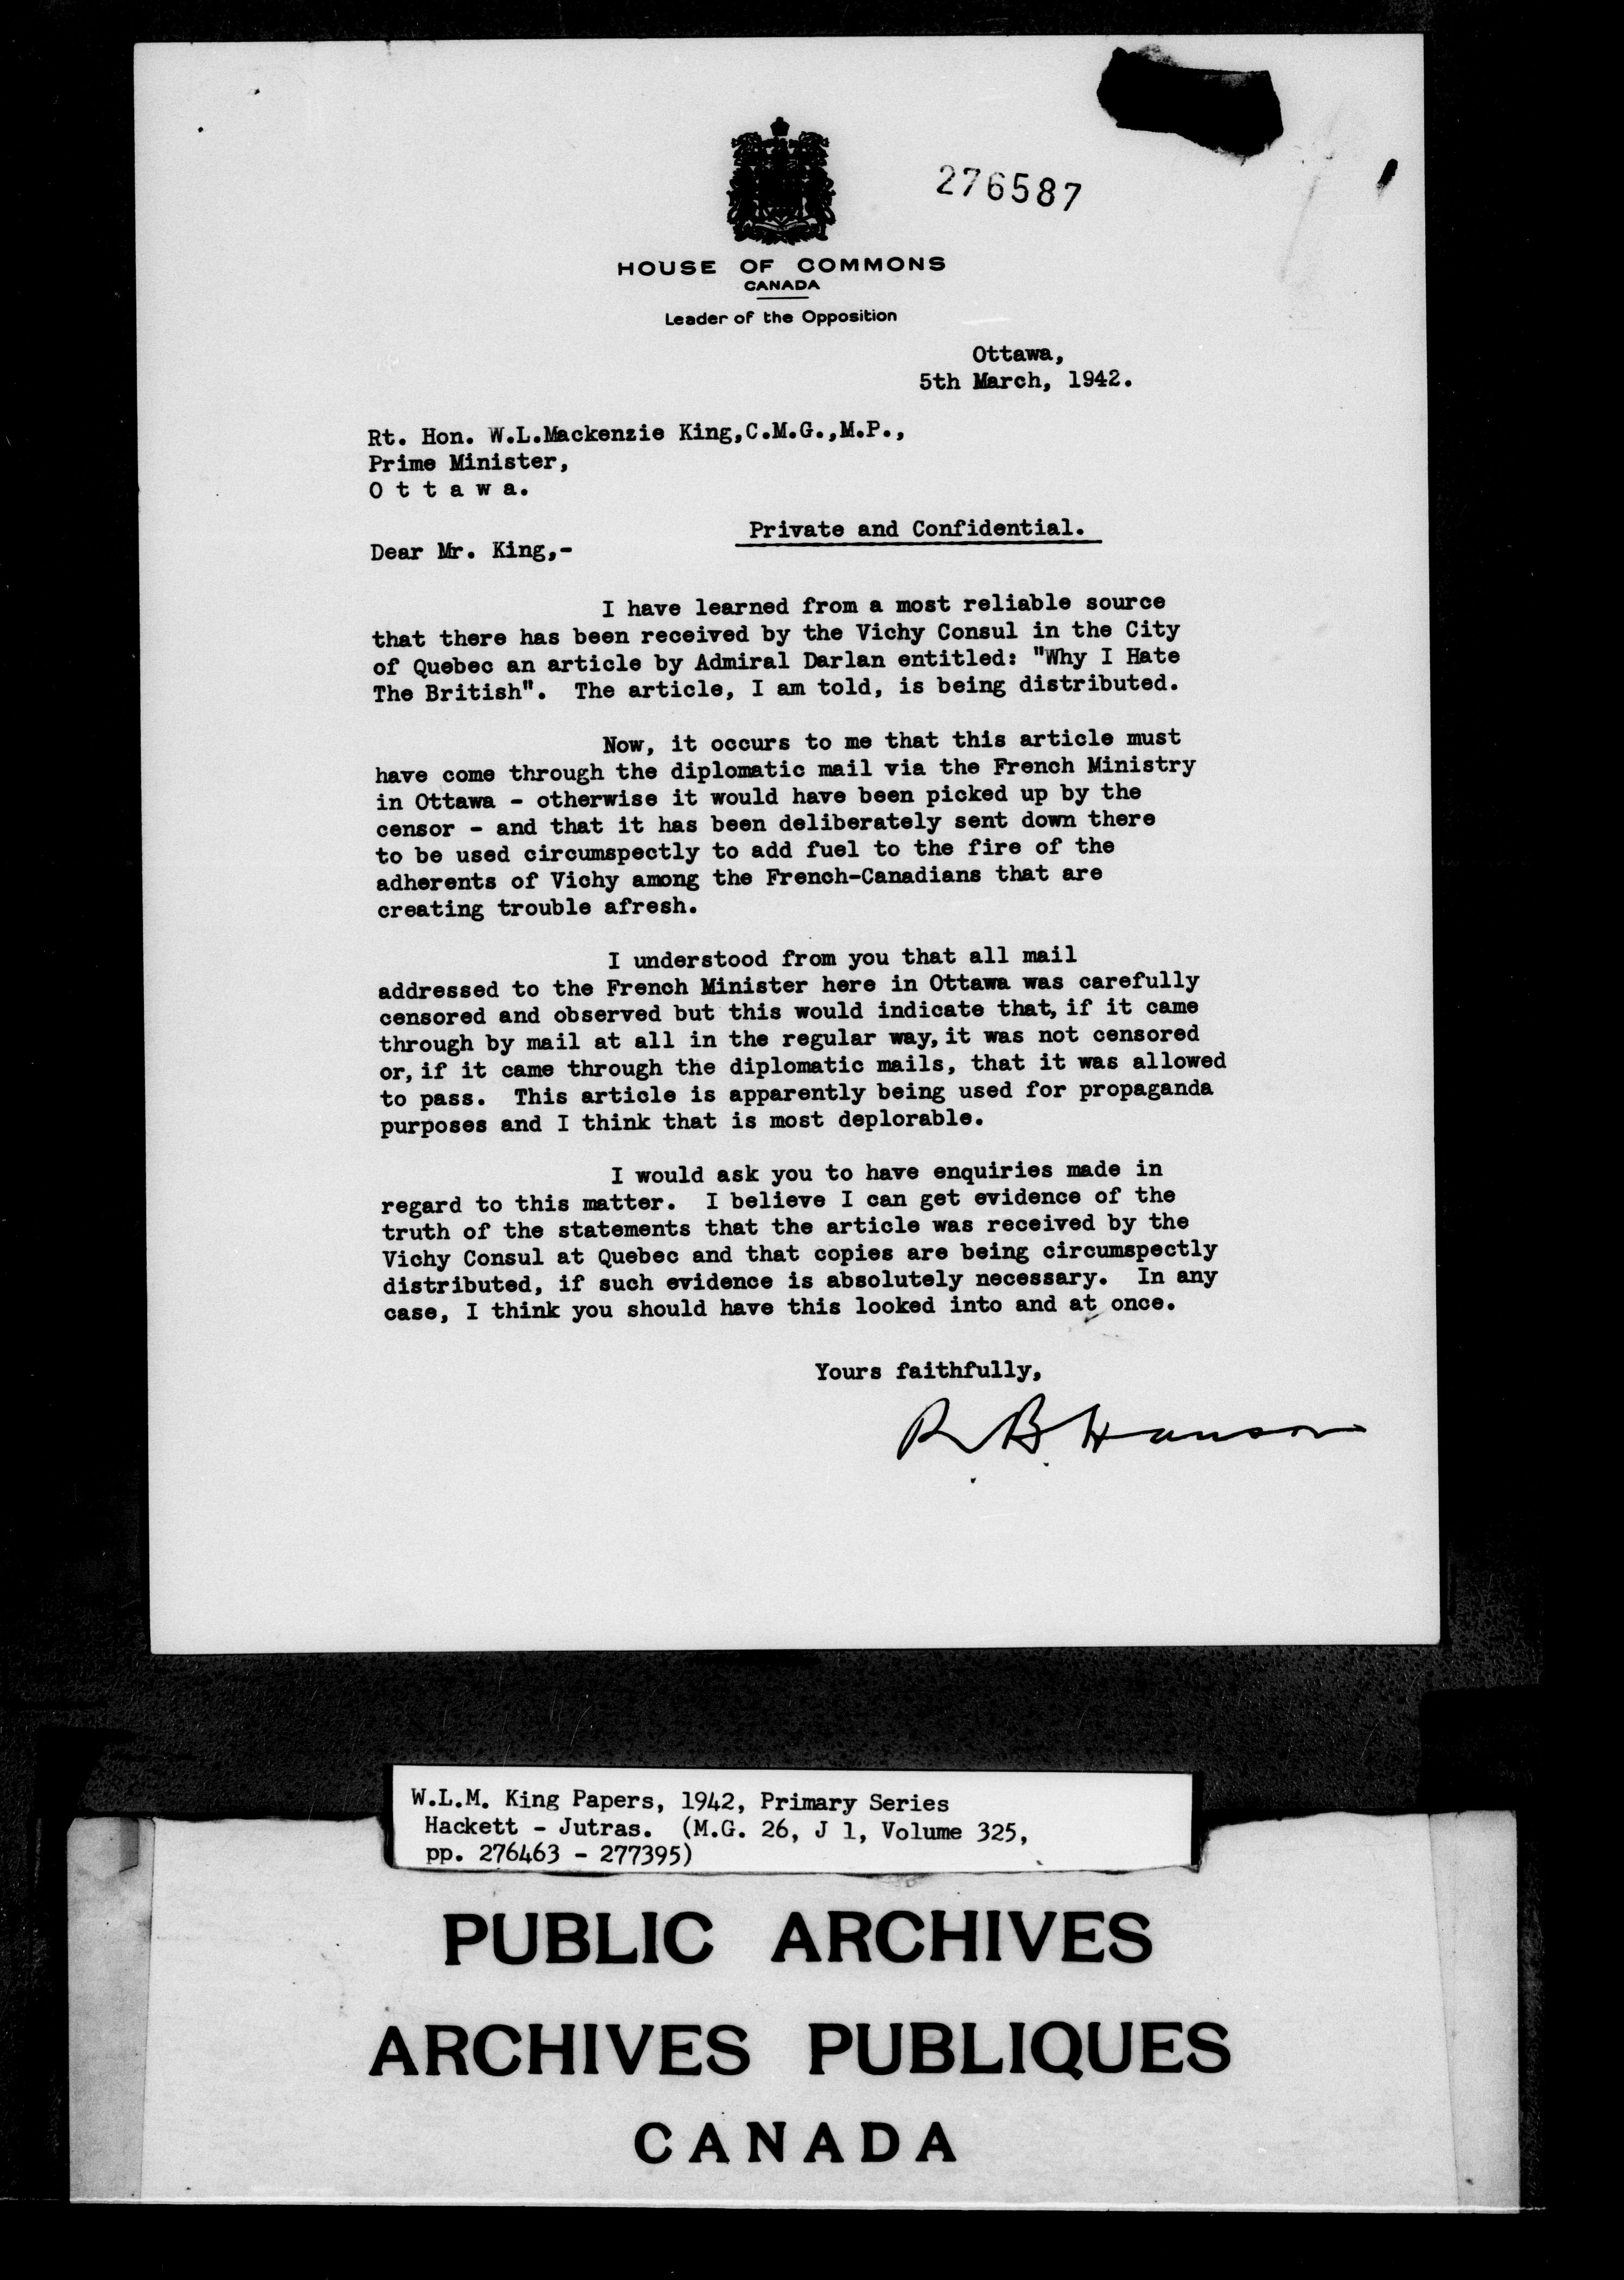 276587
HOUSE OF COMMONS
CANADA
Leader of the Opposition
Ottawa,
5th March, 1942.
Rt. Hon. W.L.Mackenzie King,C.M.G.,M.P.,
Prime Minister,
O t t a w a.
Private and Confidential.
Dear Mr. King,-
I have learned from a most reliable source
that there has been received by the Vichy Consul in the City
of Quebec an article by Admiral Darlan entitled: "Why I Hate
The British". The article, I am told, is being distributed.
Now, it occurs to me that this article must
have come through the diplomatic mail via the French Ministry
in Ottawa - otherwise it would have been picked up by the
censor - and that it has been deliberately sent down there
to be used circumspectly to add fuel to the fire of the
adherents of Vichy among the French-Canadians that are
creating trouble afresh.
I understood from you that all mail
addressed to the French Minister here in Ottawa was carefully
censored and observed but this would indicate that, if it came
through by mail at all in the regular way, it was not censored
or, if it came through the diplomatic mails, that it was allowed
to pass. This article is apparently being used for propaganda
purposes and I think that is most deplorable.
I would ask you to have enquiries made in
regard to this matter. I believe I can get evidence of the
truth of the statements that the article was received by the
Vichy Consul at Quebec and that copies are being circumspectly
distributed, if such evidence is absolutely necessary. In any
case, I think you should have this looked into and at once.
Yours faithfully,
R B Hanson
W.L.M. King Papers, 1942, Primary Series
Hackett - Jutras. (M.G. 26, J 1, Volume 325,
pp. 276463 - 277395)
PUBLIC ARCHIVES
ARCHIVES PUBLIQUES
CANADA